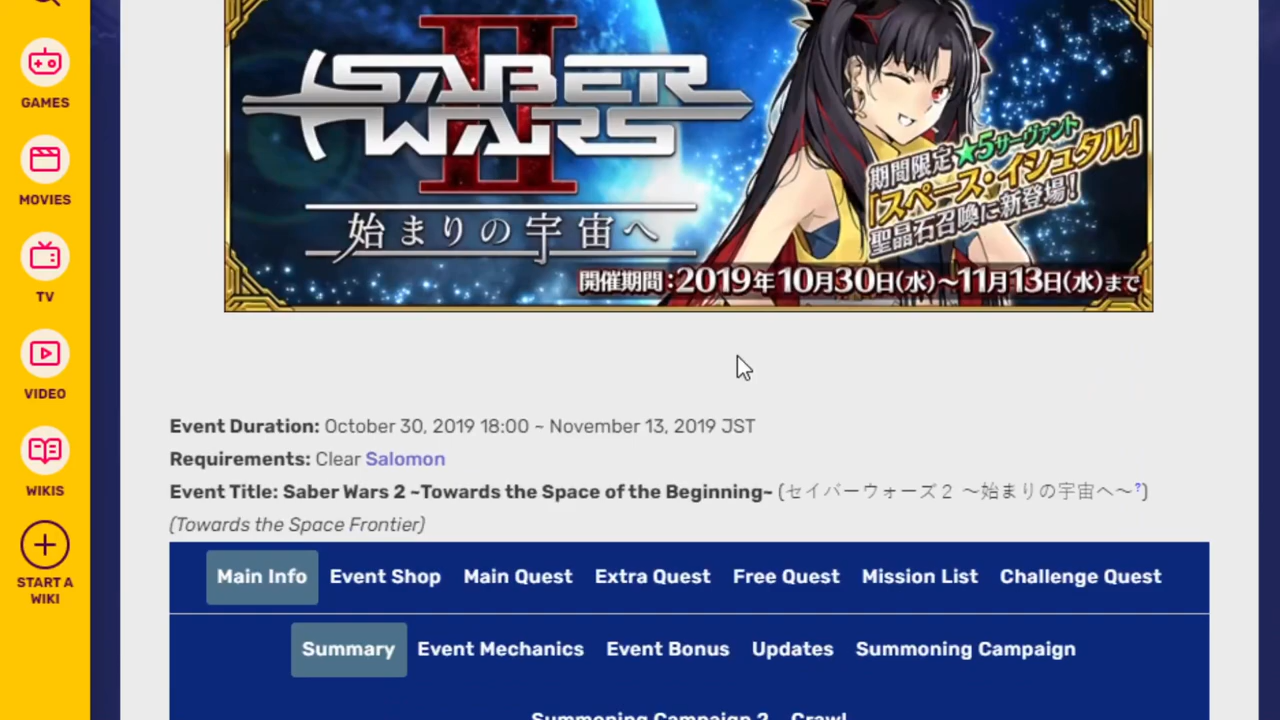 GAMES
MOVIES
TV
VIDEO
WIKIS
START A
WIKI
II
SABER
WARS
始まりの宇宙へ
期間限定★5サーヴァント
「スペース・イシュタル」
聖晶石召喚に新登場!
開催期間:2019年10月30日(水)~11月13日(水)まで
Event Duration: October 30, 2019 18:00 ~ November 13, 2019 JST
Requirements: Clear Salomon
Event Title: Saber Wars 2 ~Towards the Space of the Beginning~ (セイバーウォーズ２ ～始まりの宇宙へ～?)
(Towards the Space Frontier)
Main Info Event Shop Main Quest Extra Quest Free Quest Mission List Challenge Quest
Summary Event Mechanics Event Bonus Updates Summoning Campaign
Summoning Campaign 2 Crawl